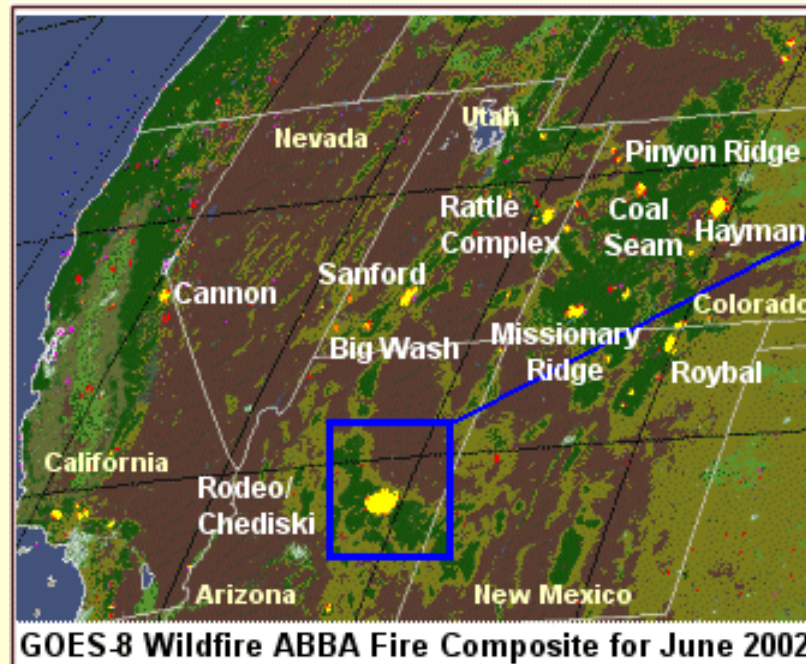 Utah
Nevada
Pinyon Ridge
Rattle
Complex
Coal
Seam
Hayman
Sanford
Cannon
Colorado
Big Wash
Missionary
Ridge
Roybal
California
Rodeo/
Chediski
Arizona
New Mexico
GOES-8 Wildfire ABBA Fire Composite for June 2002